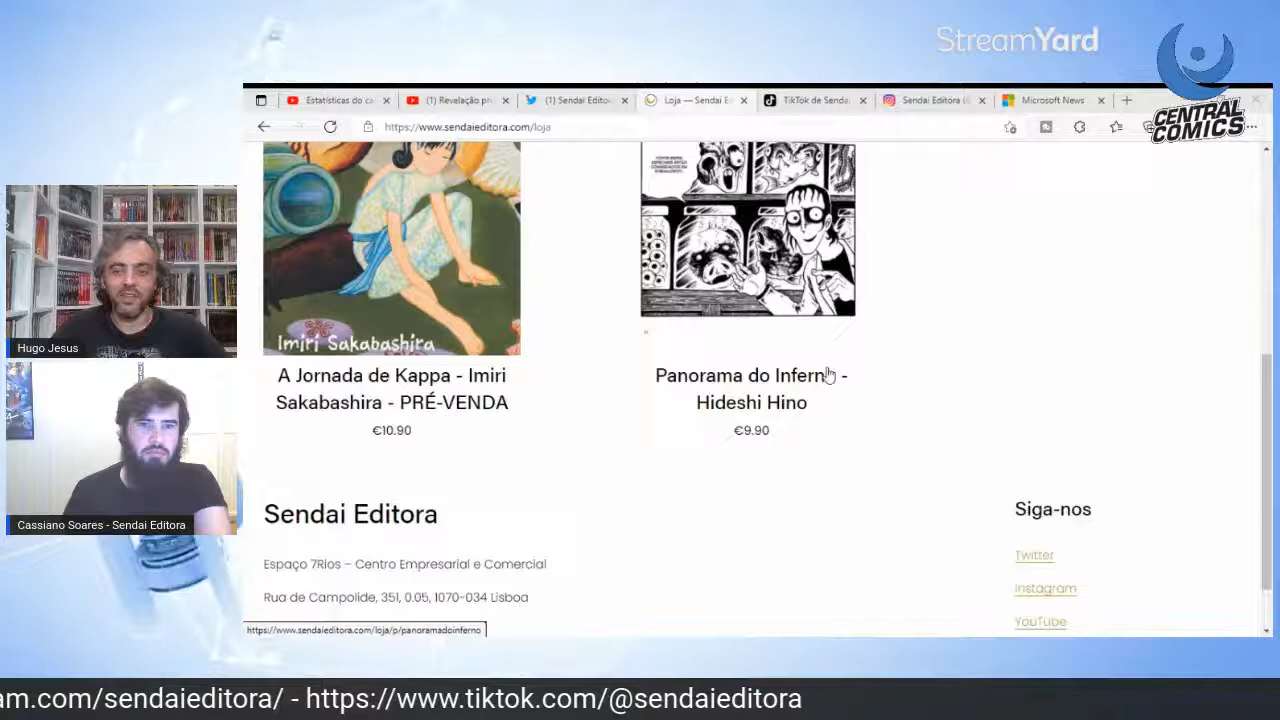 StreamYard
CENTRAL
COMICS
Estatísticas do ca
(1) Revelação pr
(1) Sendai Edito
Loja — Sendai E
TikTok de Sendai
Sendai Editora (
Microsoft News
https://www.sendaieditora.com/loja
Imiri Sakabashira
A Jornada de Kappa - Imiri
Sakabashira - PRÉ-VENDA
€10.90
Panorama do Infern -
Hideshi Hino
€9.90
Hugo Jesus
Cassiano Soares - Sendai Editora
Sendai Editora
Espaço 7Rios – Centro Empresarial e Comercial
Rua de Campolide, 351, 0.05, 1070-034 Lisboa
Siga-nos
Twitter
Instagram
YouTube
https://www.sendaieditora.com/loja/p/panoramadoinferno
am.com/sendaieditora/ - https://www.tiktok.com/@sendaieditora